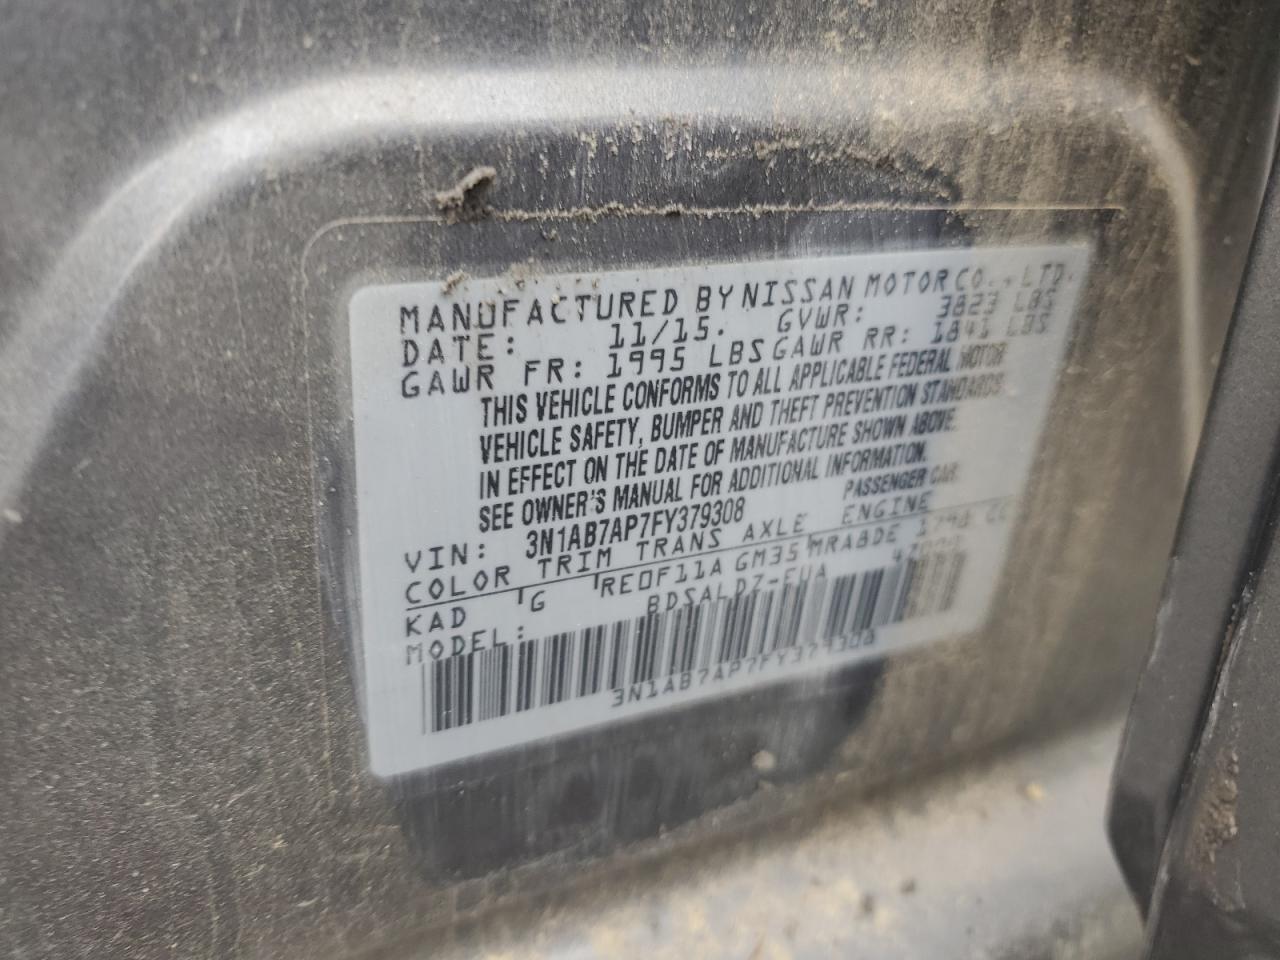 MANUFACTURED BY NISSAN MOTOR CO., LTD.
DATE: 11/15. GVWR: 3823 LBS
GAWR FR: 1995 LBS GAWR RR: 1841 LBS
THIS VEHICLE CONFORMS TO ALL APPLICABLE FEDERAL MOTOR
VEHICLE SAFETY, BUMPER AND THEFT PREVENTION STANDARDS
IN EFFECT ON THE DATE OF MANUFACTURE SHOWN ABOVE.
SEE OWNER'S MANUAL FOR ADDITIONAL INFORMATION.
VIN: 3N1AB7AP7FY379308 PASSENGER CAR
COLOR TRIM TRANS AXLE ENGINE
KAD G RE0F11A GM35 MRA8DE 1798 CC
MODEL: BDSALDZ-EUA
3N1AB7AP7FY379308